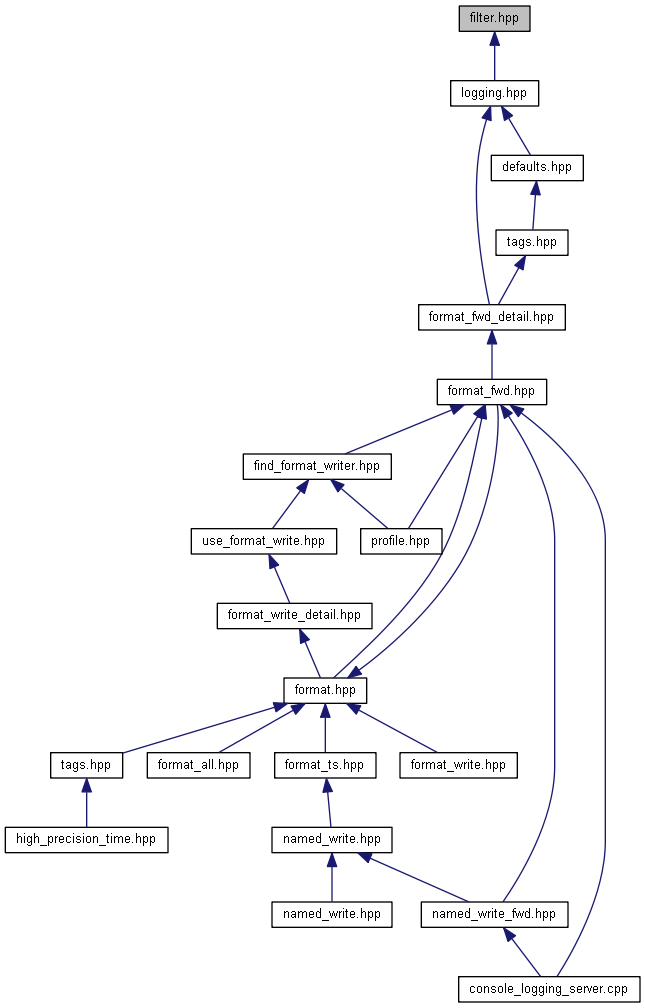 filter.hpp
logging.hpp
defaults.hpp
tags.hpp
format_fwd_detail.hpp
format_fwd.hpp
find_format_writer.hpp
use_format_write.hpp
profile.hpp
format_write_detail.hpp
format.hpp
tags.hpp
format_all.hpp
format_ts.hpp
format_write.hpp
high_precision_time.hpp
named_write.hpp
named_write.hpp
named_write_fwd.hpp
console_logging_server.cpp